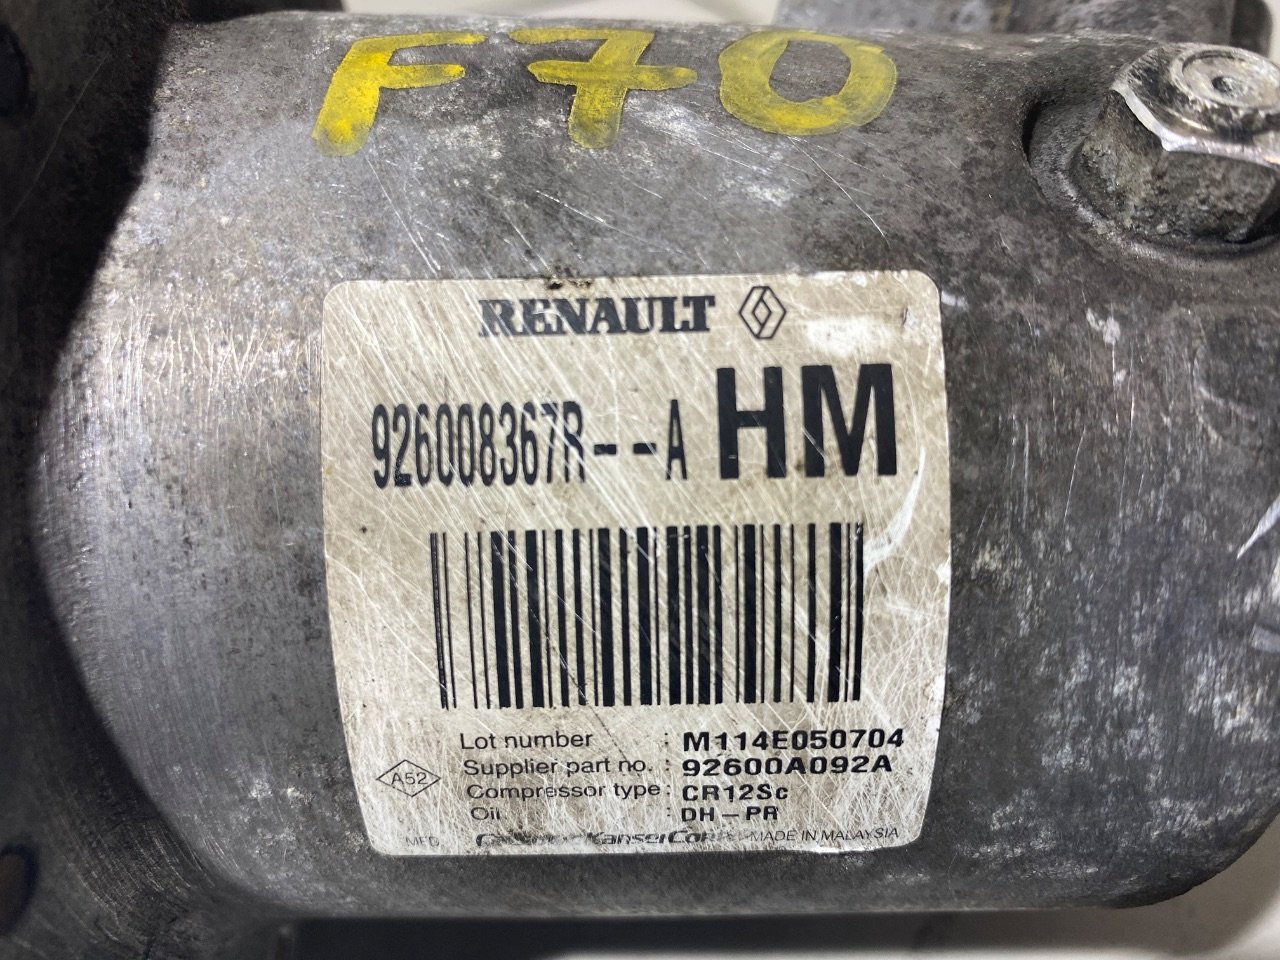 F70
RENAULT
926008367R--A HM
Lot number : M114E050704
Supplier part no. : 92600A092A
Compressor type : CR12Sc
Oil : DH-PR
A52
MFD MADE IN MALAYSIA